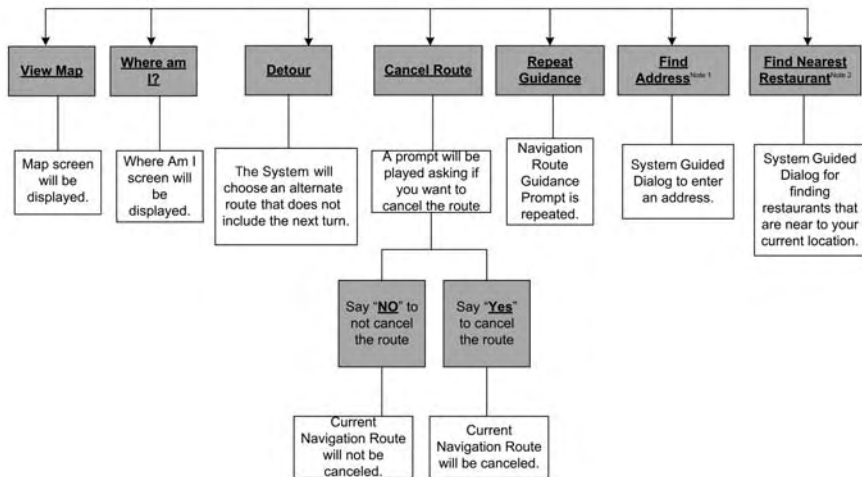 View Map
Where am
I?
Detour
Cancel Route
Repeat
Guidance
Find
Address Note 1
Find Nearest
Restaurant Note 2
Map screen
will be
displayed.
Where Am I
screen will
be
displayed.
The System will
choose an alternate
route that does not
include the next turn.
A prompt will be
played asking if
you want to
cancel the route
Navigation
Route
Guidance
Prompt is
repeated.
System Guided
Dialog to enter
an address.
System Guided
Dialog for
finding
restaurants that
are near to your
current location.
Say “NO” to
not cancel
the route
Say “Yes”
to cancel
the route
Current
Navigation Route
will not be
canceled.
Current
Navigation Route
will be canceled.